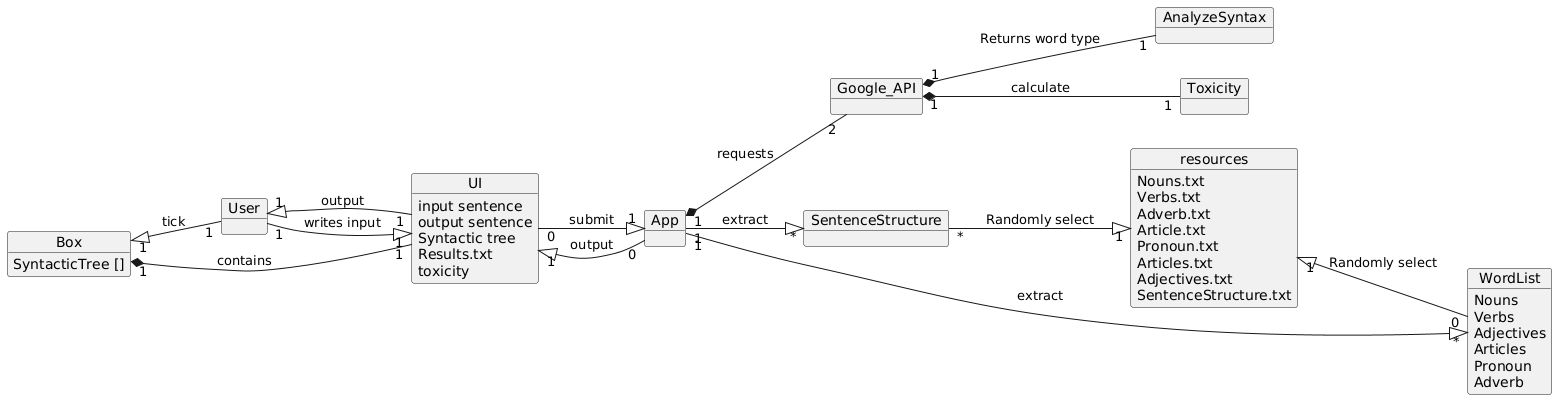 AnalyzeSyntax
Returns word type
1
1
Google_API
calculate
Toxicity
1
1
2
requests
resources
Nouns.txt
Verbs.txt
Adverb.txt
Article.txt
Pronoun.txt
Articles.txt
Adjectives.txt
SentenceStructure.txt
UI
input sentence
output sentence
Syntactic tree
Results.txt
toxicity
User
output
1
1
writes input
1
1
tick
1
1
Box
SyntacticTree []
contains
1
1
submit
0
1
App
output
1
0
1
extract
1
*
SentenceStructure
Randomly select
*
1
extract
1
*
Randomly select
1
0
WordList
Nouns
Verbs
Adjectives
Articles
Pronoun
Adverb